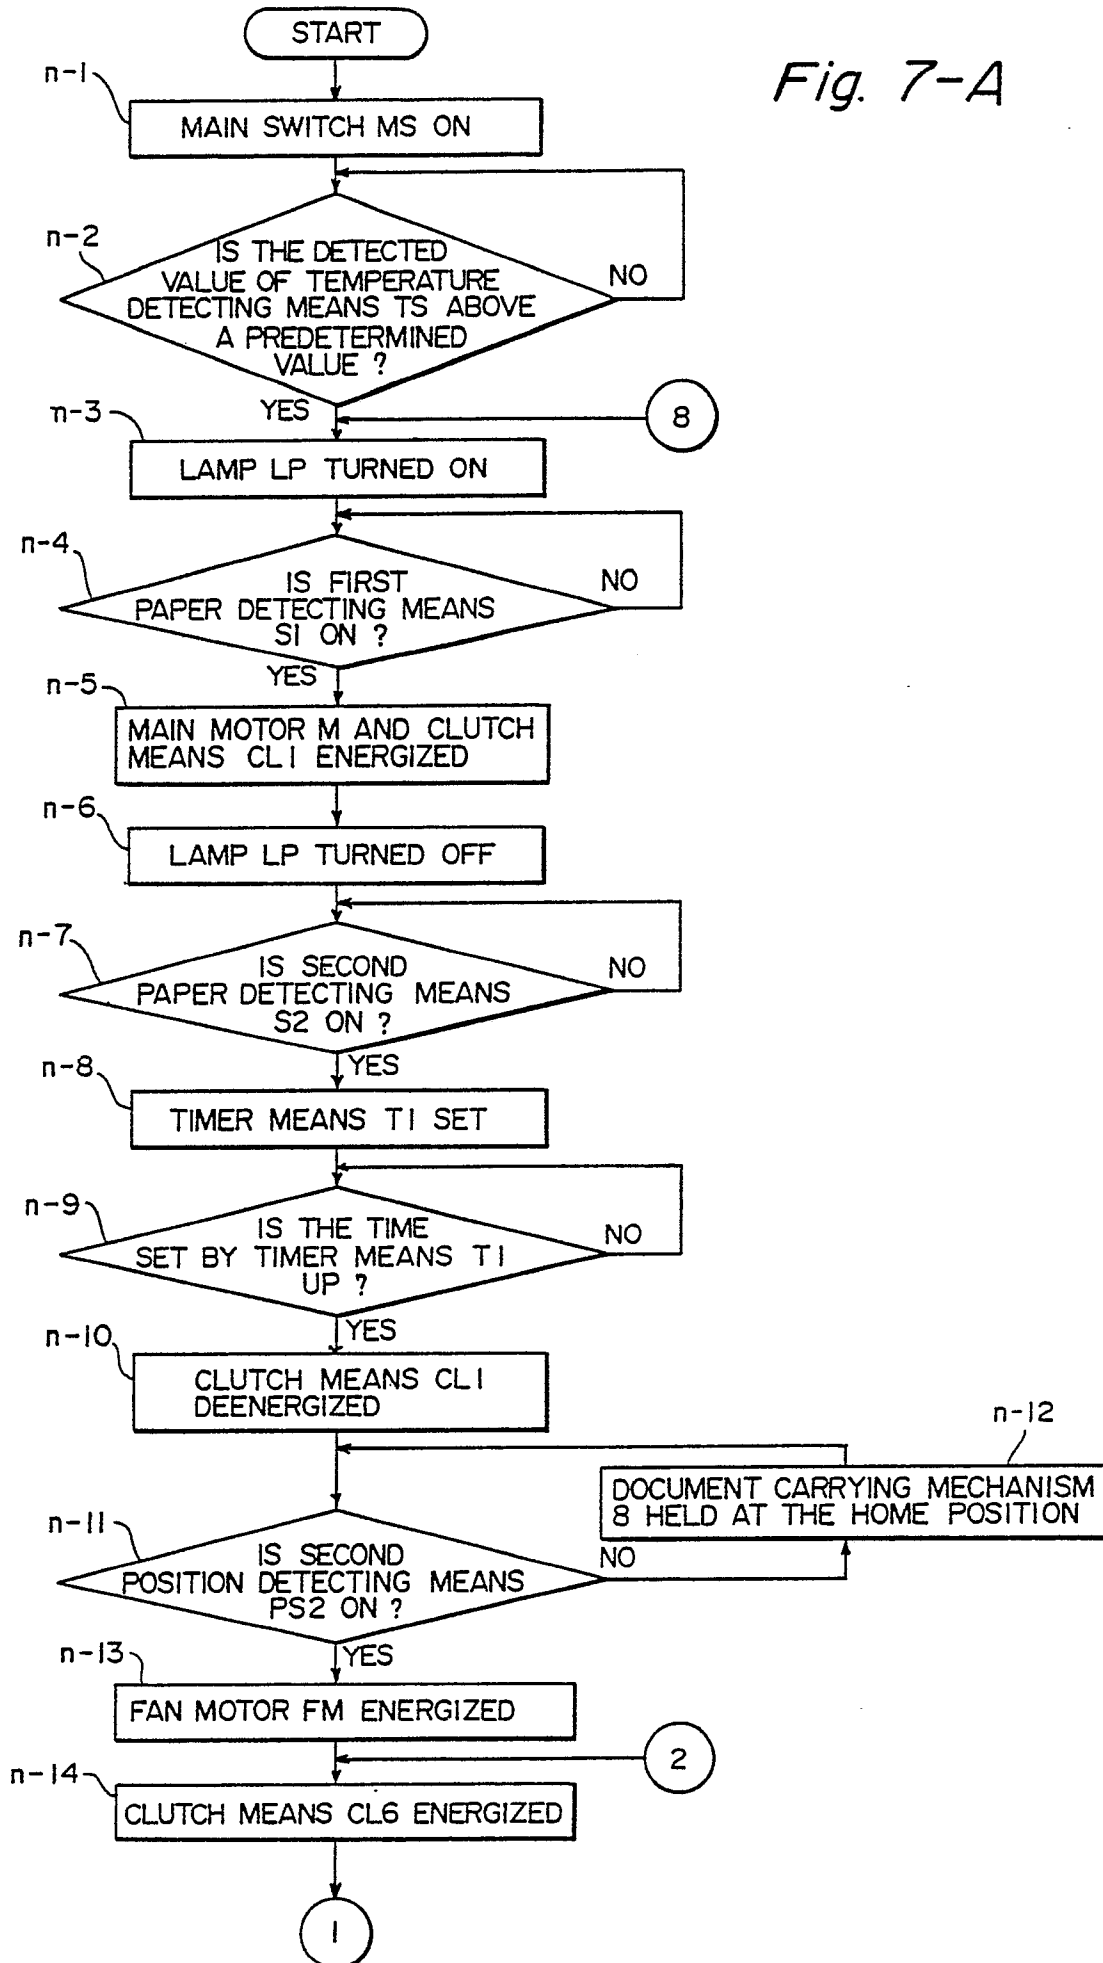 START
Fig. 7-A
n-1
MAIN SWITCH MS ON
n-2
IS THE DETECTED
VALUE OF TEMPERATURE
DETECTING MEANS TS ABOVE
A PREDETERMINED
VALUE ?
NO
YES
8
n-3
LAMP LP TURNED ON
n-4
IS FIRST
PAPER DETECTING MEANS
S1 ON ?
NO
YES
n-5
MAIN MOTOR M AND CLUTCH
MEANS CL1 ENERGIZED
n-6
LAMP LP TURNED OFF
n-7
IS SECOND
PAPER DETECTING MEANS
S2 ON ?
NO
YES
n-8
TIMER MEANS T1 SET
n-9
IS THE TIME
SET BY TIMER MEANS T1
UP ?
NO
YES
n-10
CLUTCH MEANS CL1
DEENERGIZED
n-12
DOCUMENT CARRYING MECHANISM
8 HELD AT THE HOME POSITION
n-11
IS SECOND
POSITION DETECTING MEANS
PS2 ON ?
NO
YES
n-13
FAN MOTOR FM ENERGIZED
2
n-14
CLUTCH MEANS CL6 ENERGIZED
1